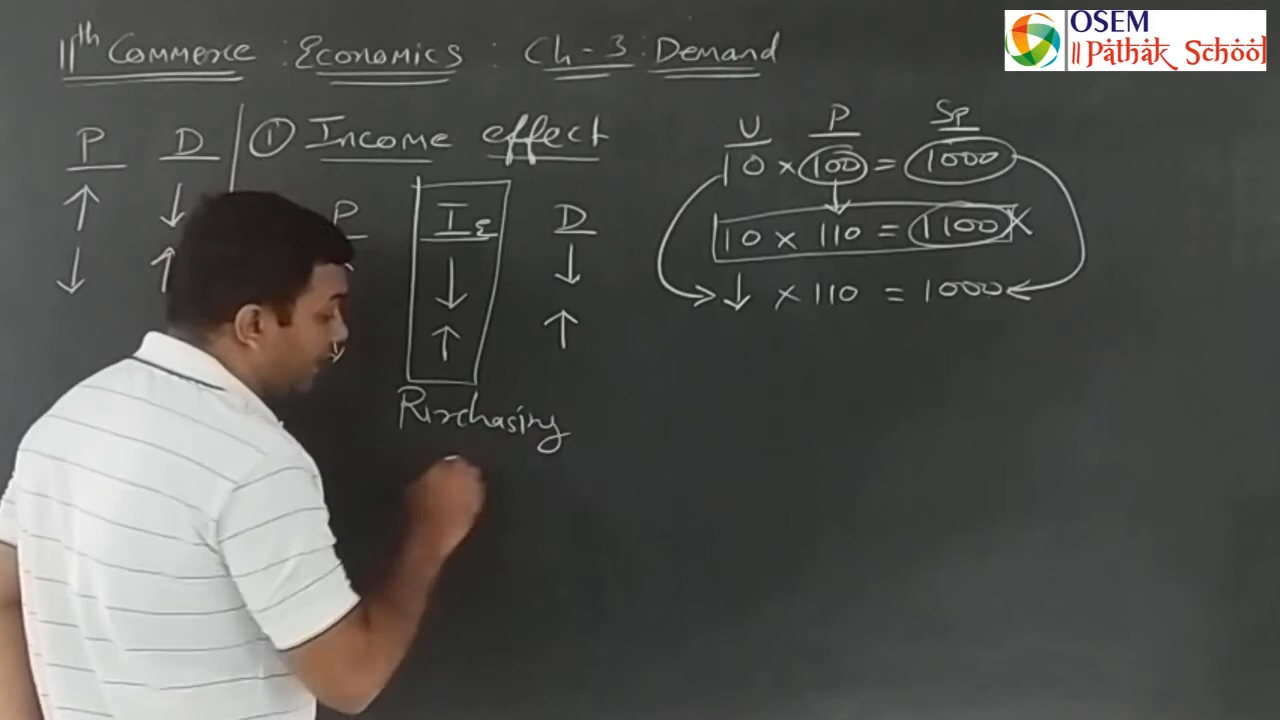 11th Commerce : Economics : Ch-3 : Demand
OSEM
|| Pathak School
P D
↑ ↓
↓ ↑
① Income effect
P Iε D
↓ ↓
↑ ↑
Purchasing
U P Sp
10 × 100 = 1000
10 × 110 = 1100 ×
↓ × 110 = 1000